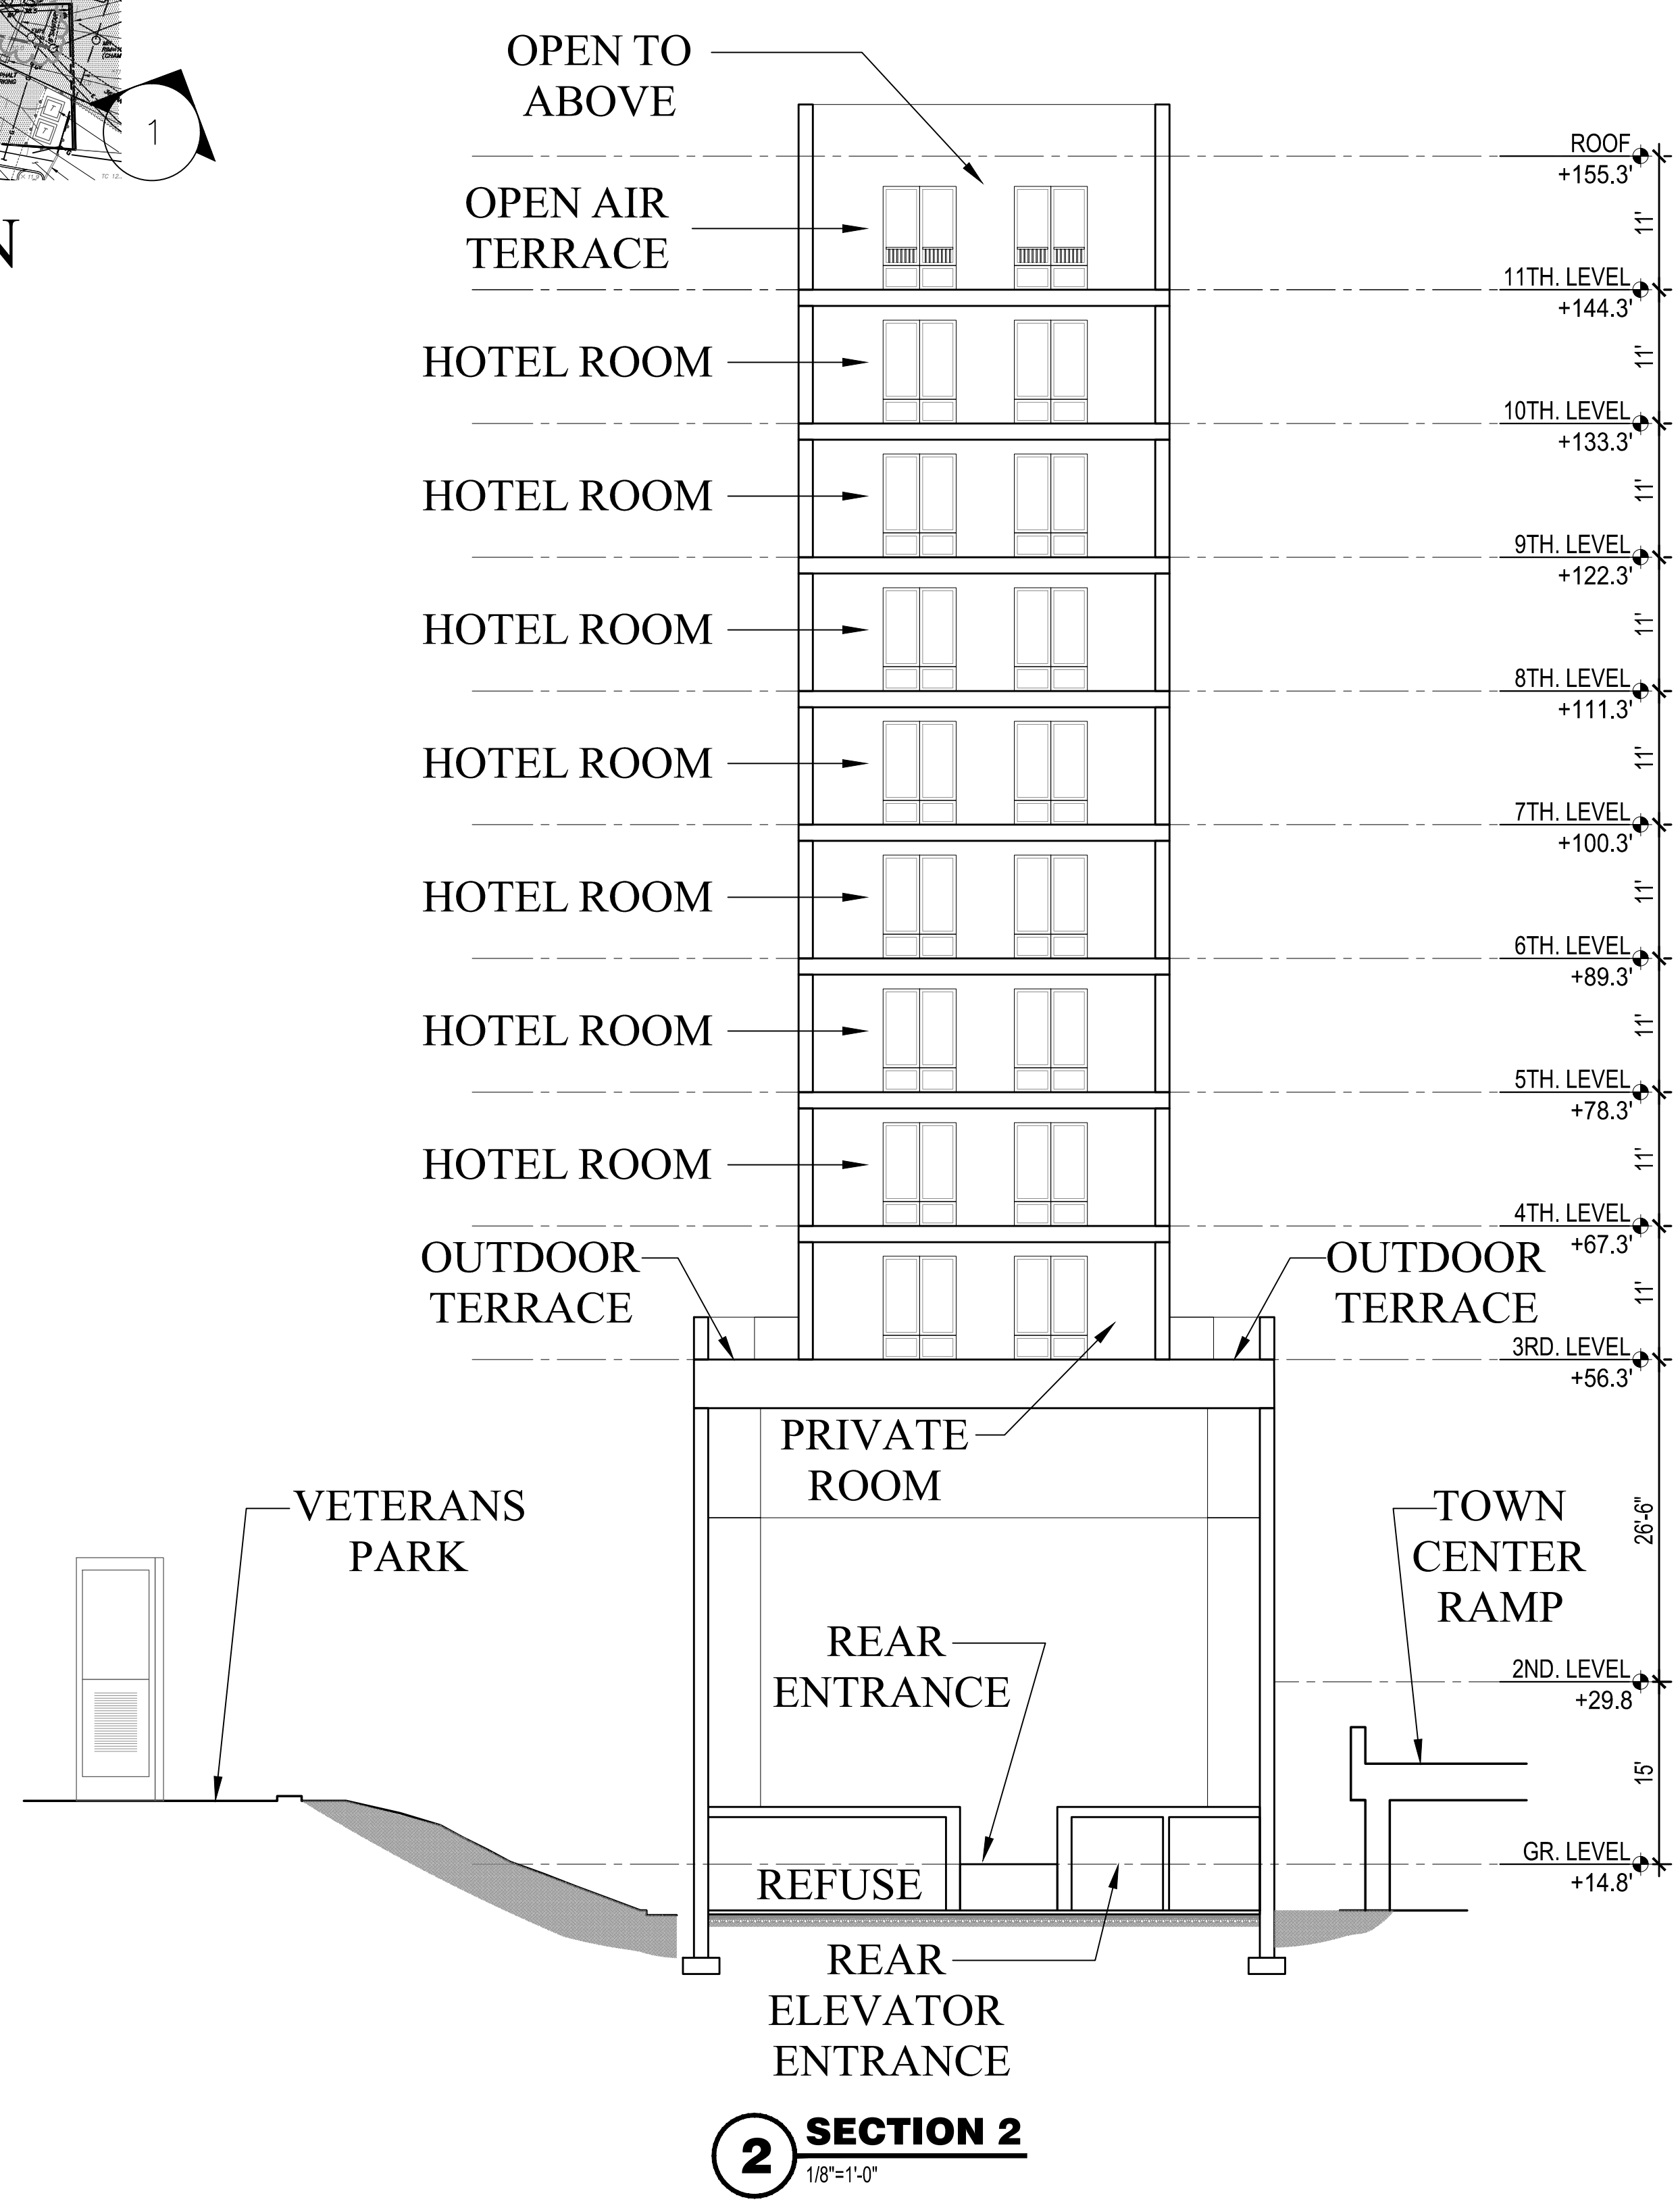 1
N
OPEN TO
ABOVE
ROOF
+155.3'
11'
OPEN AIR
TERRACE
11TH. LEVEL
+144.3'
11'
HOTEL ROOM
10TH. LEVEL
+133.3'
11'
HOTEL ROOM
9TH. LEVEL
+122.3'
11'
HOTEL ROOM
8TH. LEVEL
+111.3'
11'
HOTEL ROOM
7TH. LEVEL
+100.3'
11'
HOTEL ROOM
6TH. LEVEL
+89.3'
11'
HOTEL ROOM
5TH. LEVEL
+78.3'
11'
HOTEL ROOM
4TH. LEVEL
+67.3'
11'
OUTDOOR
TERRACE
OUTDOOR
TERRACE
3RD. LEVEL
+56.3'
PRIVATE
ROOM
26'-6"
VETERANS
PARK
TOWN
CENTER
RAMP
REAR
ENTRANCE
2ND. LEVEL
+29.8
15'
GR. LEVEL
+14.8'
REFUSE
REAR
ELEVATOR
ENTRANCE
2
SECTION 2
1/8"=1'-0"